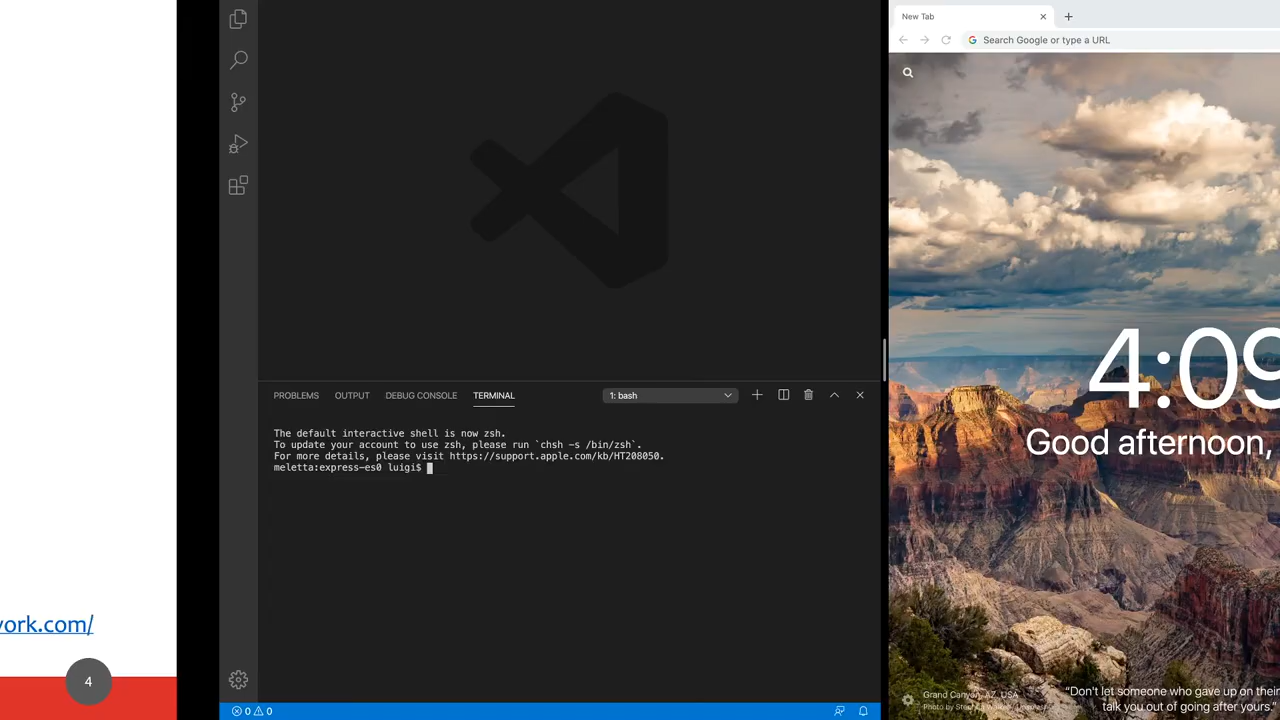 work.com/
4
PROBLEMS
OUTPUT
DEBUG CONSOLE
TERMINAL
1: bash
The default interactive shell is now zsh.
To update your account to use zsh, please run `chsh -s /bin/zsh`.
For more details, please visit https://support.apple.com/kb/HT208050.
meletta:express-es0 luigi$
0 0
New Tab
Search Google or type a URL
4:09
Good afternoon,
Grand Canyon, AZ, USA
Photo by
"Don't let someone who gave up on their
talk you out of going after yours."